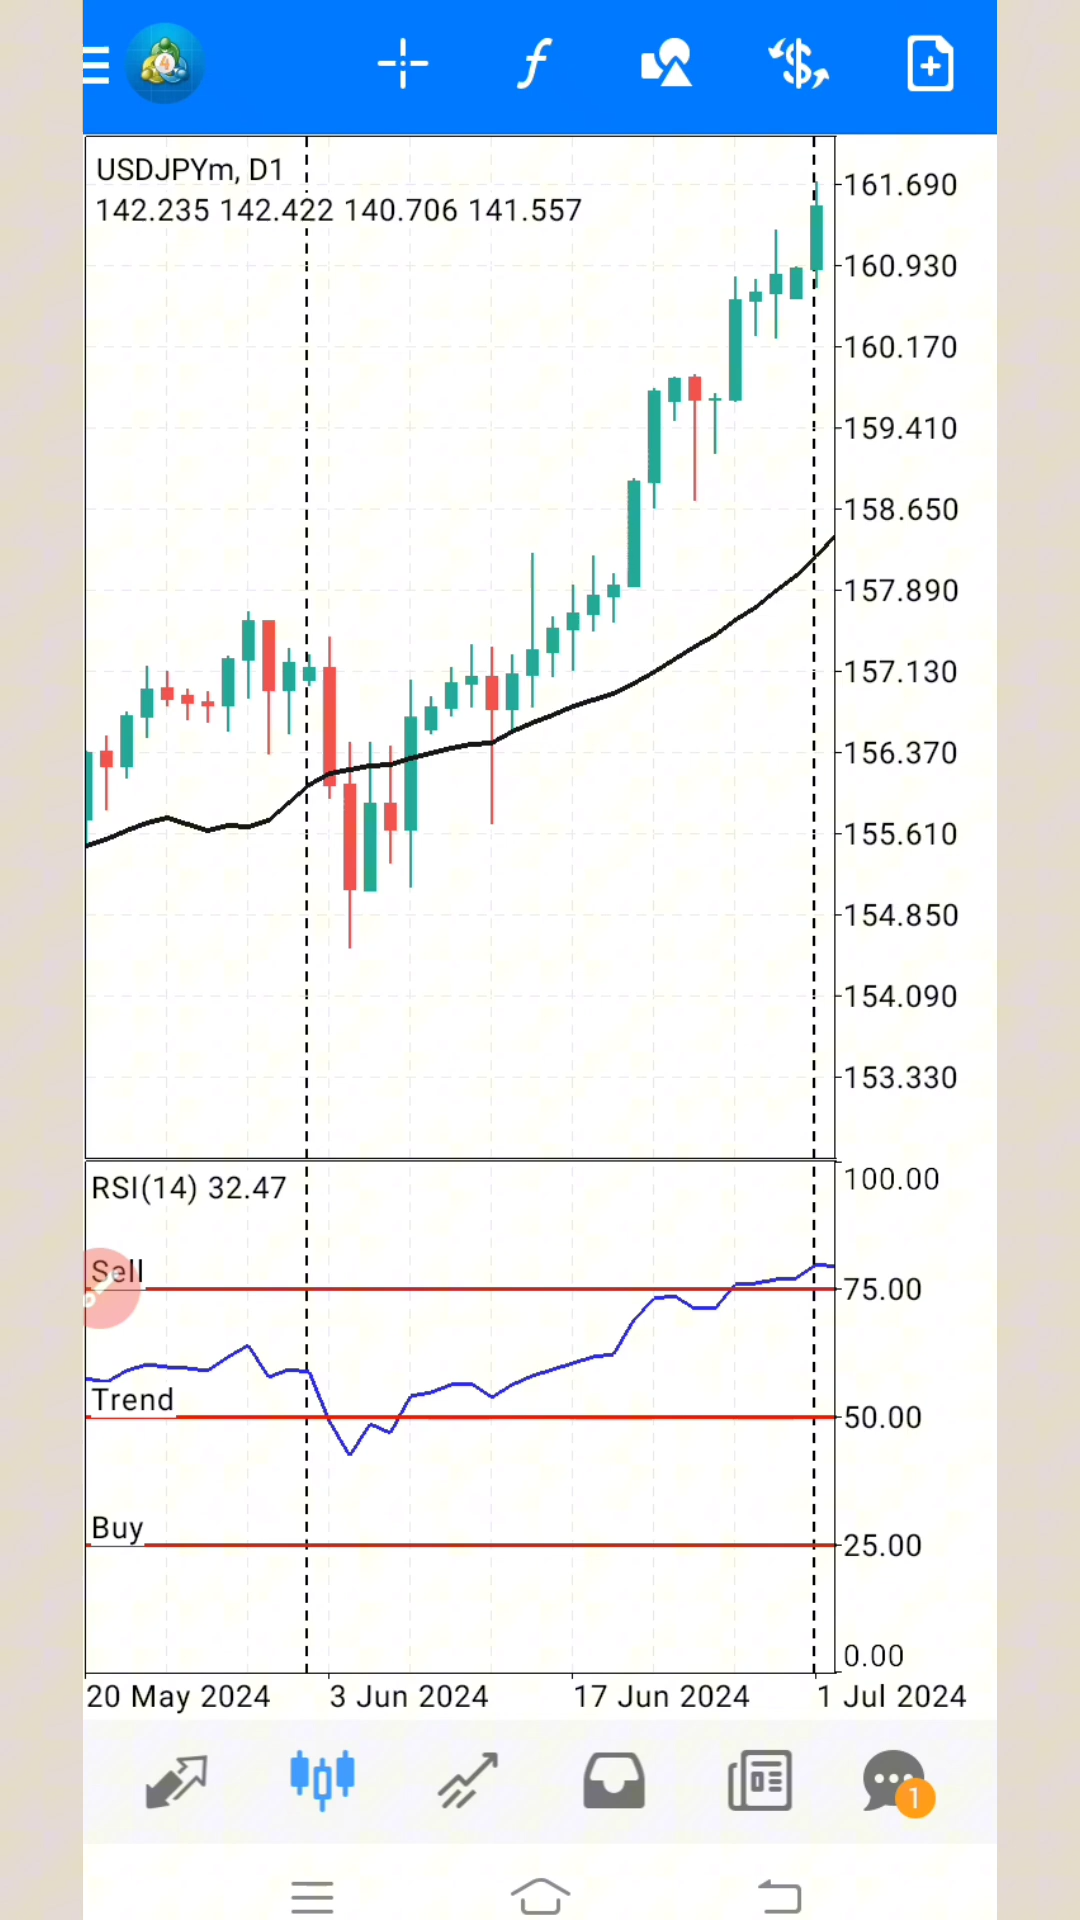 4
USDJPYm, D1
142.235 142.422 140.706 141.557
161.690
160.930
160.170
159.410
158.650
157.890
157.130
156.370
155.610
154.850
154.090
153.330
RSI(14) 32.47
100.00
Sell
75.00
Trend
50.00
Buy
25.00
0.00
20 May 2024 3 Jun 2024 17 Jun 2024 1 Jul 2024
1